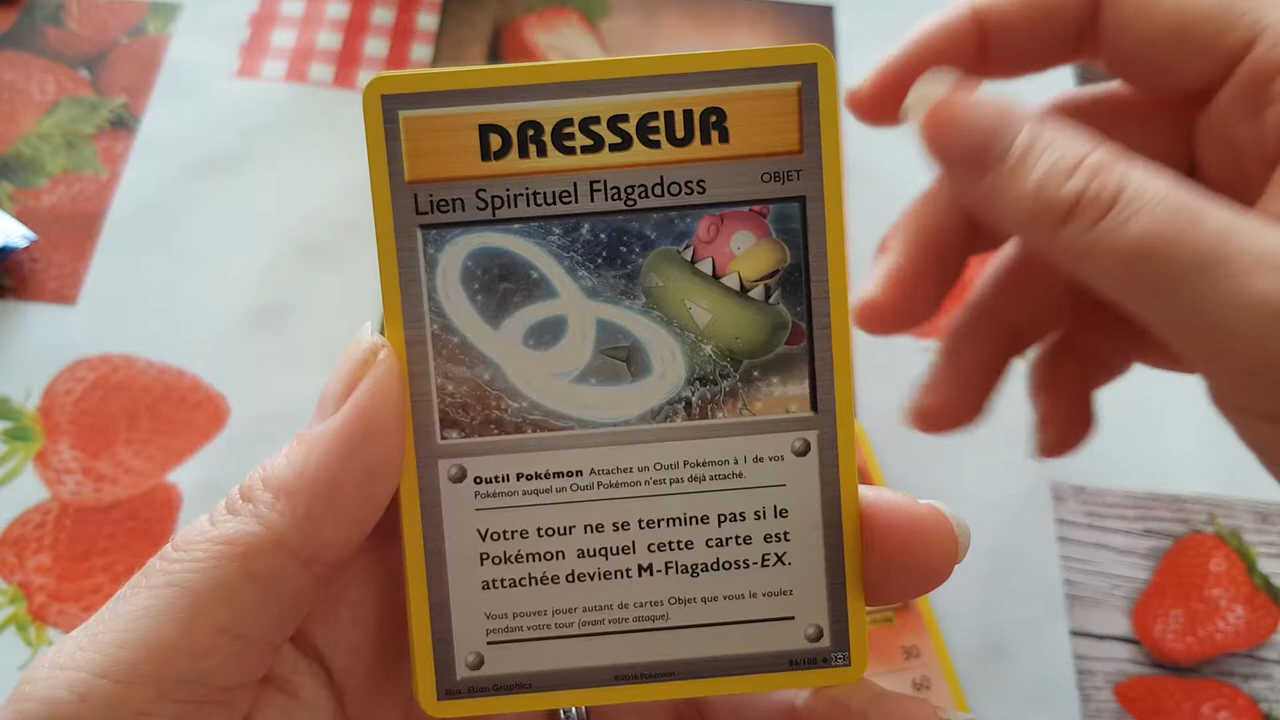 DRESSEUR
Lien Spirituel Flagadoss
OBJET
Outil Pokémon Attachez un Outil Pokémon à 1 de vos
Pokémon auquel un Outil Pokémon n'est pas déjà attaché.
Votre tour ne se termine pas si le
Pokémon auquel cette carte est
attachée devient M-Flagadoss-EX.
Vous pouvez jouer autant de cartes Objet que vous le voulez
pendant votre tour (avant votre attaque).
Illus. 5ban Graphics
©2016 Pokémon
30
60